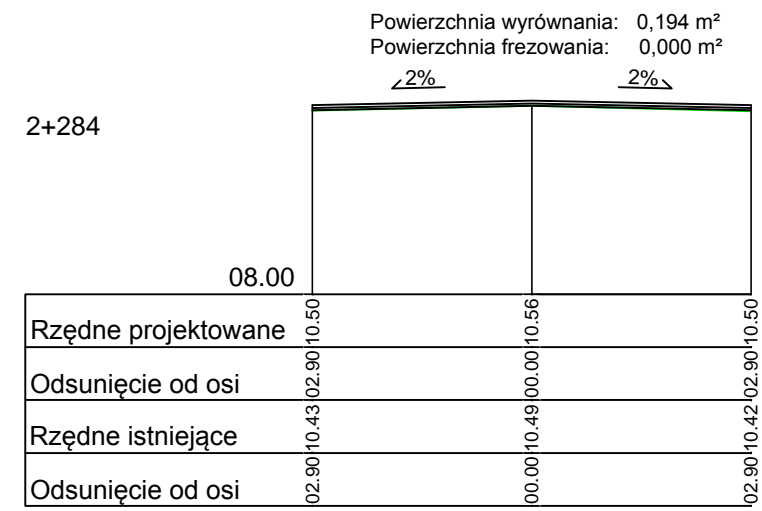 Powierzchnia wyrównania: 0,194 m²
Powierzchnia frezowania: 0,000 m²
2% 2%
2+284
08.00
Rzędne projektowane 10.50 10.56 10.50
Odsunięcie od osi 02.90 00.00 02.90
Rzędne istniejące 10.43 10.49 10.42
Odsunięcie od osi 02.90 00.00 02.90